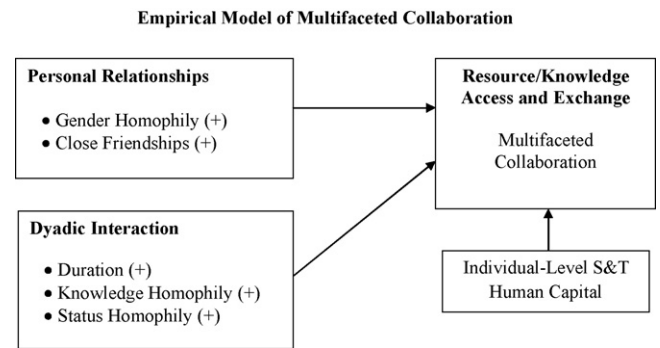 Empirical Model of Multifaceted Collaboration
Personal Relationships
• Gender Homophily (+)
• Close Friendships (+)
Resource/Knowledge
Access and Exchange
Multifaceted
Collaboration
Dyadic Interaction
• Duration (+)
• Knowledge Homophily (+)
• Status Homophily (+)
Individual-Level S&T
Human Capital